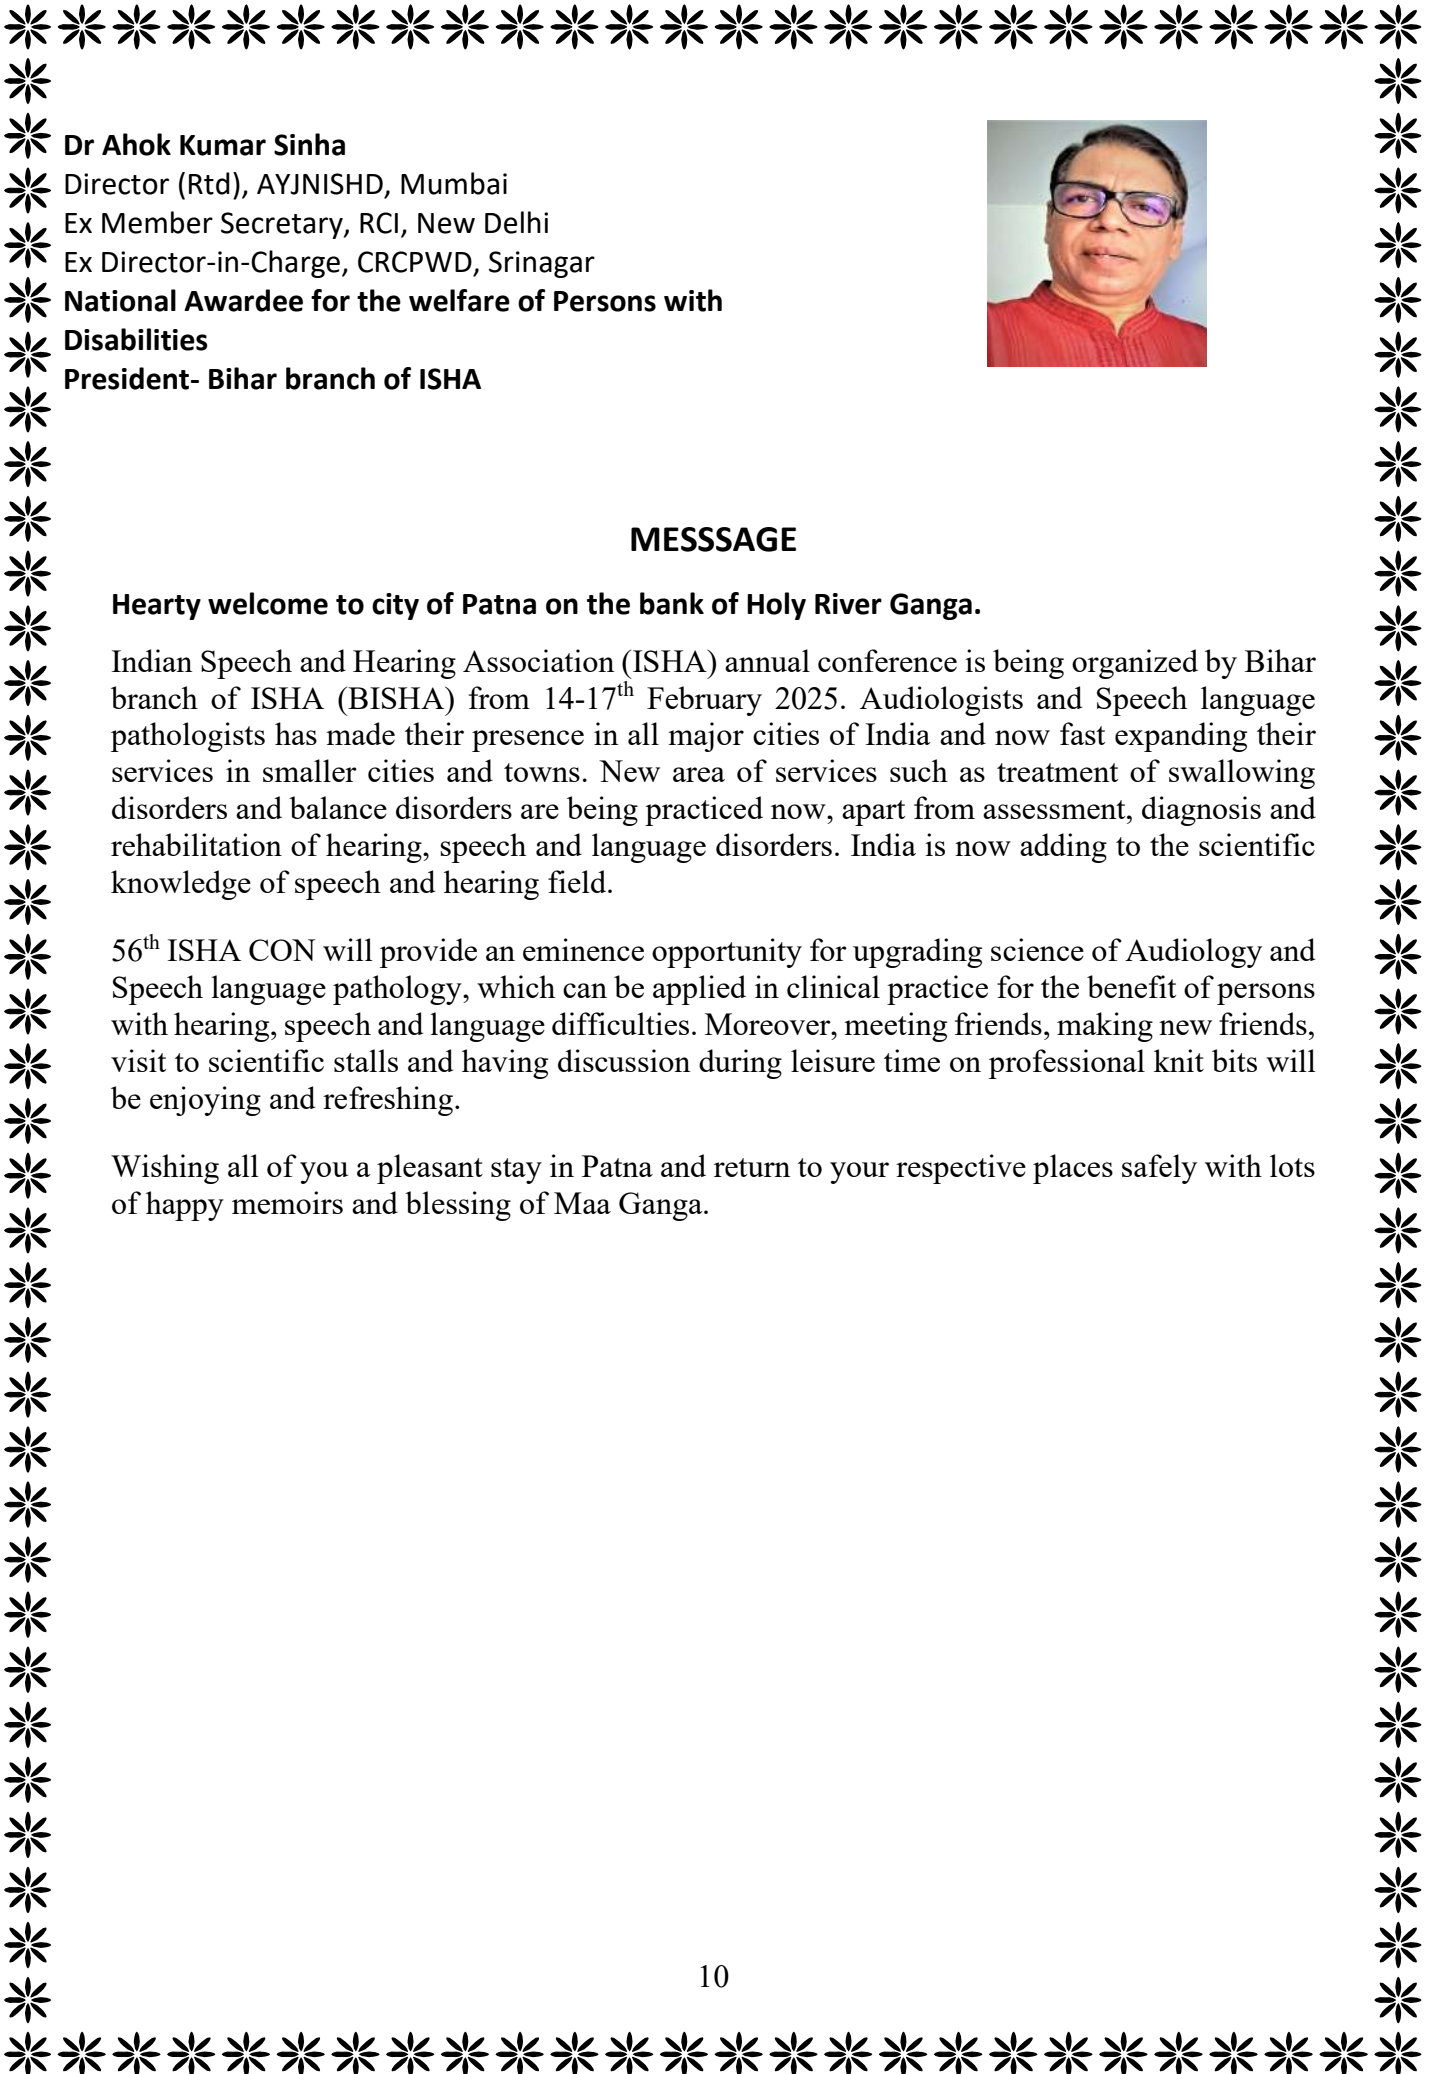 Dr Ahok Kumar Sinha
Director (Rtd), AYJNISHD, Mumbai
Ex Member Secretary, RCI, New Delhi
Ex Director-in-Charge, CRCPWD, Srinagar
National Awardee for the welfare of Persons with
Disabilities
President- Bihar branch of ISHA
MESSSAGE
Hearty welcome to city of Patna on the bank of Holy River Ganga.
Indian Speech and Hearing Association (ISHA) annual conference is being organized by Bihar
branch of ISHA (BISHA) from 14-17th February 2025. Audiologists and Speech language
pathologists has made their presence in all major cities of India and now fast expanding their
services in smaller cities and towns. New area of services such as treatment of swallowing
disorders and balance disorders are being practiced now, apart from assessment, diagnosis and
rehabilitation of hearing, speech and language disorders. India is now adding to the scientific
knowledge of speech and hearing field.
56th ISHA CON will provide an eminence opportunity for upgrading science of Audiology and
Speech language pathology, which can be applied in clinical practice for the benefit of persons
with hearing, speech and language difficulties. Moreover, meeting friends, making new friends,
visit to scientific stalls and having discussion during leisure time on professional knit bits will
be enjoying and refreshing.
Wishing all of you a pleasant stay in Patna and return to your respective places safely with lots
of happy memoirs and blessing of Maa Ganga.
10